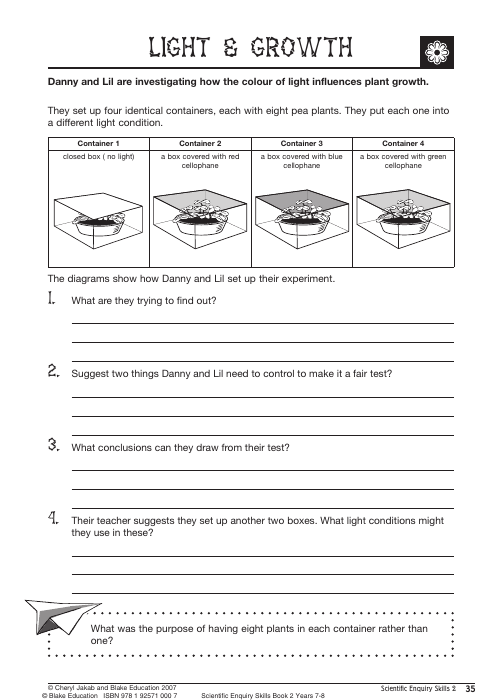 LIGHT & GROWTH
Danny and Lil are investigating how the colour of light influences plant growth.
They set up four identical containers, each with eight pea plants. They put each one into
a different light condition.
Container 1
closed box ( no light)
Container 2
a box covered with red
cellophane
Container 3
a box covered with blue
cellophane
Container 4
a box covered with green
cellophane
The diagrams show how Danny and Lil set up their experiment.
1. What are they trying to find out?
2. Suggest two things Danny and Lil need to control to make it a fair test?
3. What conclusions can they draw from their test?
4. Their teacher suggests they set up another two boxes. What light conditions might
they use in these?
What was the purpose of having eight plants in each container rather than
one?
© Cheryl Jakab and Blake Education 2007
Scientific Enquiry Skills 2 35
© Blake Education ISBN 978 1 92571 000 7 Scientific Enquiry Skills Book 2 Years 7-8